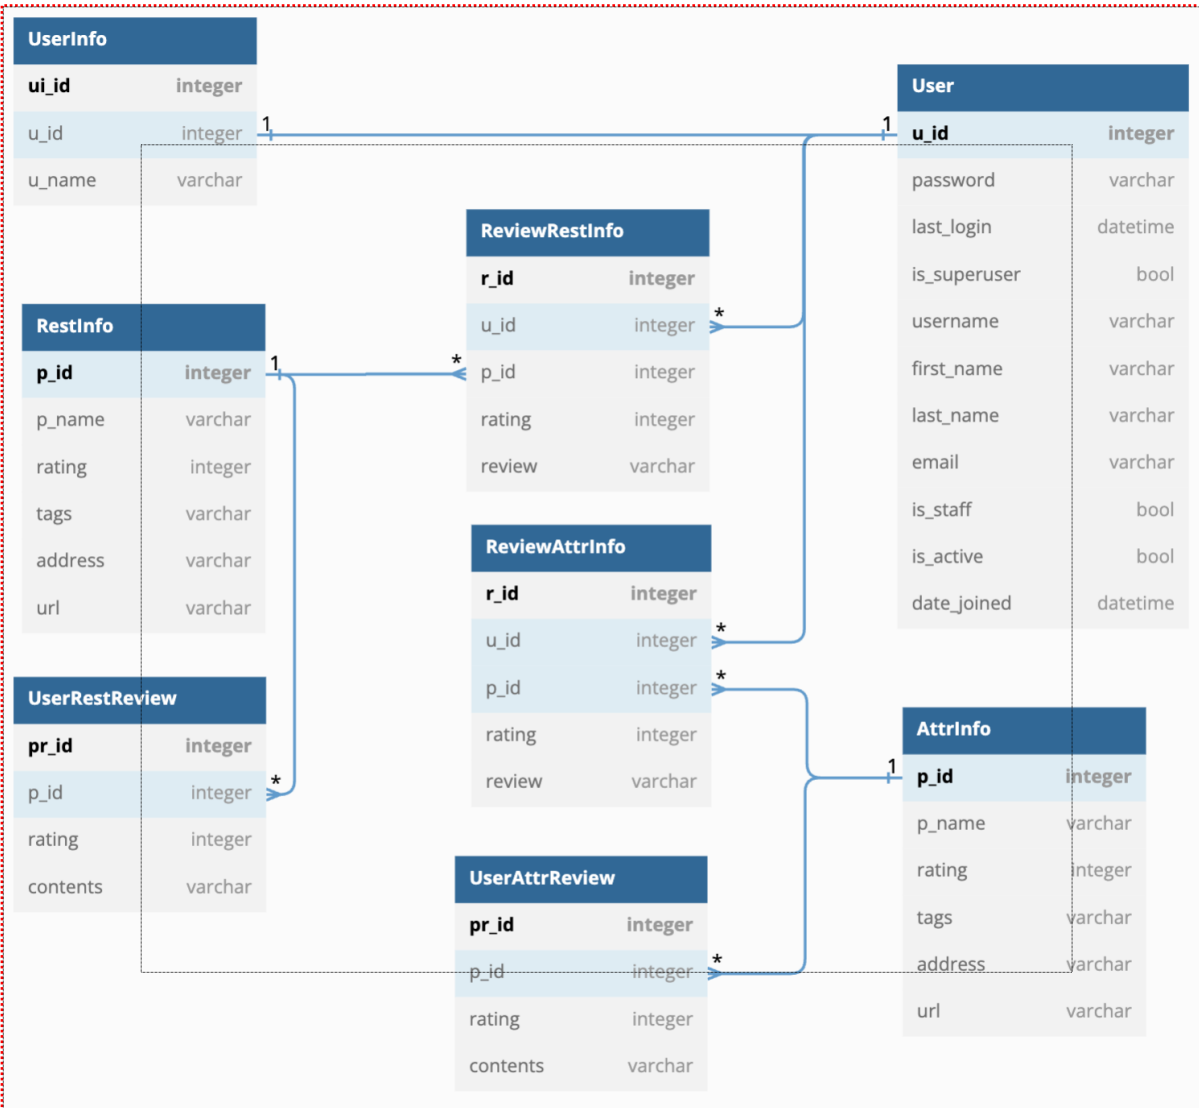 UserInfo
ui_id integer
u_id integer
u_name varchar
1
1
User
u_id integer
password varchar
last_login datetime
is_superuser bool
username varchar
first_name varchar
last_name varchar
email varchar
is_staff bool
is_active bool
date_joined datetime
ReviewRestInfo
r_id integer
u_id integer
p_id integer
rating integer
review varchar
*
*
RestInfo
p_id integer
p_name varchar
rating integer
tags varchar
address varchar
url varchar
1
ReviewAttrInfo
r_id integer
u_id integer
p_id integer
rating integer
review varchar
*
*
UserRestReview
pr_id integer
p_id integer
rating integer
contents varchar
*
AttrInfo
p_id integer
p_name varchar
rating integer
tags varchar
address varchar
url varchar
1
UserAttrReview
pr_id integer
p_id integer
rating integer
contents varchar
*